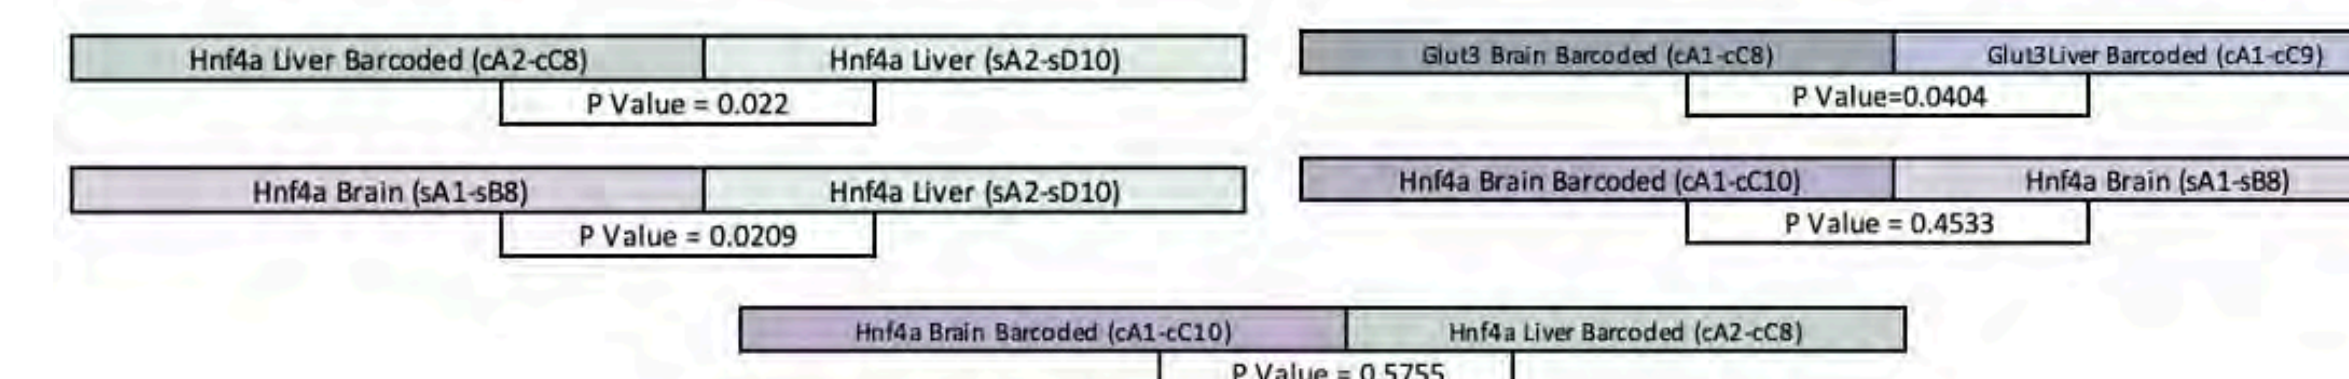 Hnf4a Liver Barcoded (cA2-cC8) Hnf4a Liver (sA2-sD10)
P Value = 0.022
Glut3 Brain Barcoded (cA1-cC8) Glut3Liver Barcoded (cA1-cC9)
P Value=0.0404
Hnf4a Brain (sA1-sB8) Hnf4a Liver (sA2-sD10)
P Value = 0.0209
Hnf4a Brain Barcoded (cA1-cC10) Hnf4a Brain (sA1-sB8)
P Value = 0.4533
Hnf4a Brain Barcoded (cA1-cC10) Hnf4a Liver Barcoded (cA2-cC8)
P Value = 0.5755